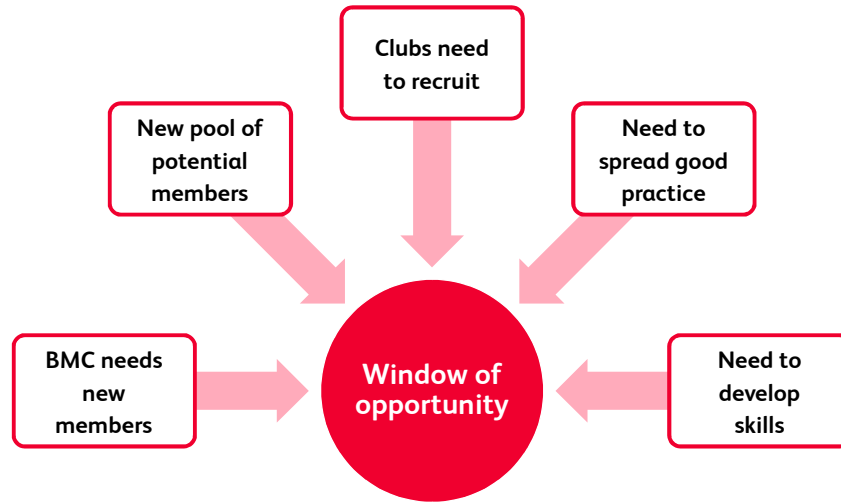 Clubs need
to recruit
New pool of
potential
members
Need to
spread good
practice
BMC needs
new
members
Window of
opportunity
Need to
develop
skills